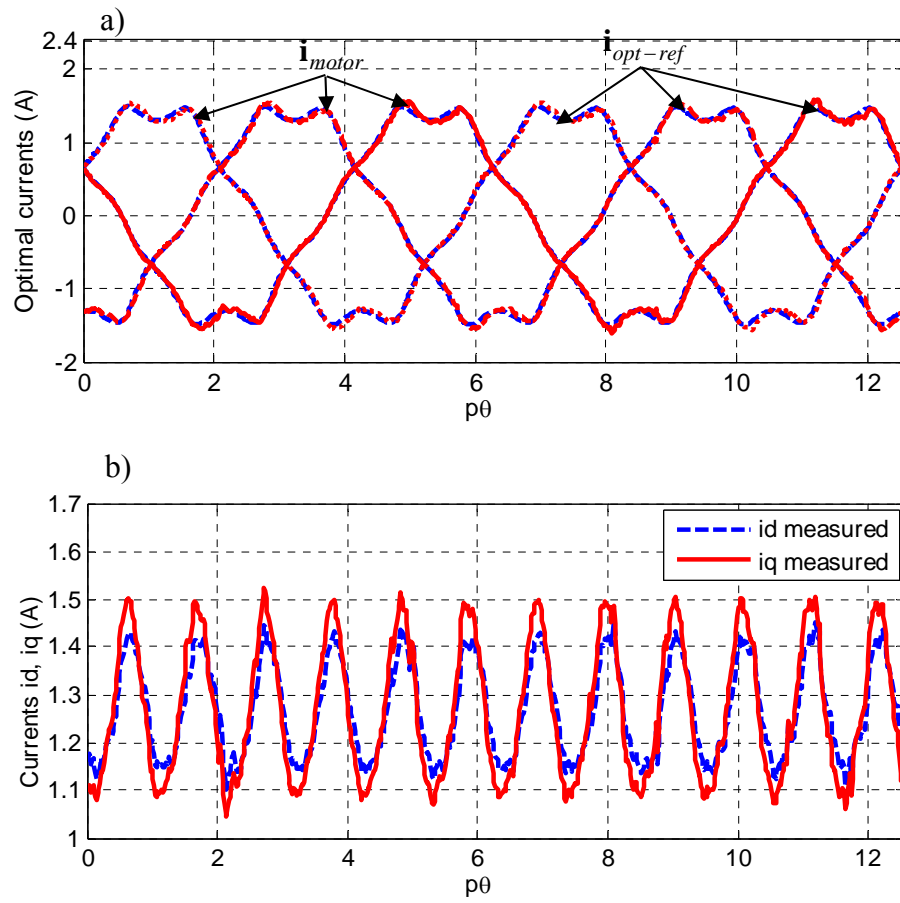 a)
Optimal currents (A)
2.4
2
1
0
-1
-2
i motor
i opt−ref
0 2 4 6 8 10 12
pθ
b)
Currents id, iq (A)
1.7
1.6
1.5
1.4
1.3
1.2
1.1
1
id measured
iq measured
0 2 4 6 8 10 12
pθ